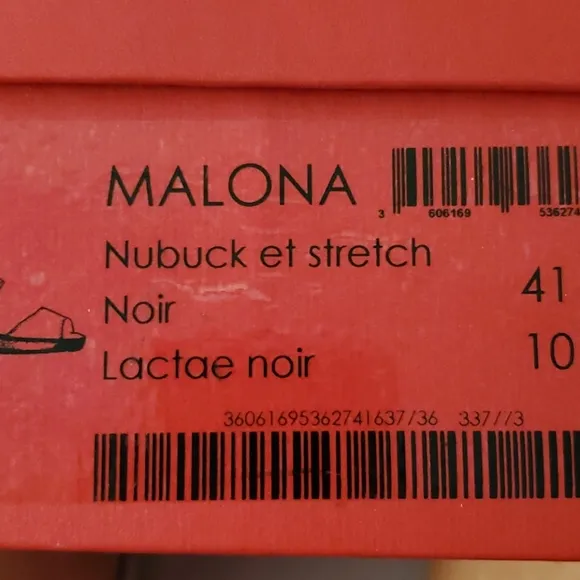 MALONA
3 606169 536274
Nubuck et stretch
41
Noir
10
Lactae noir
36061695362741637//36 337//3